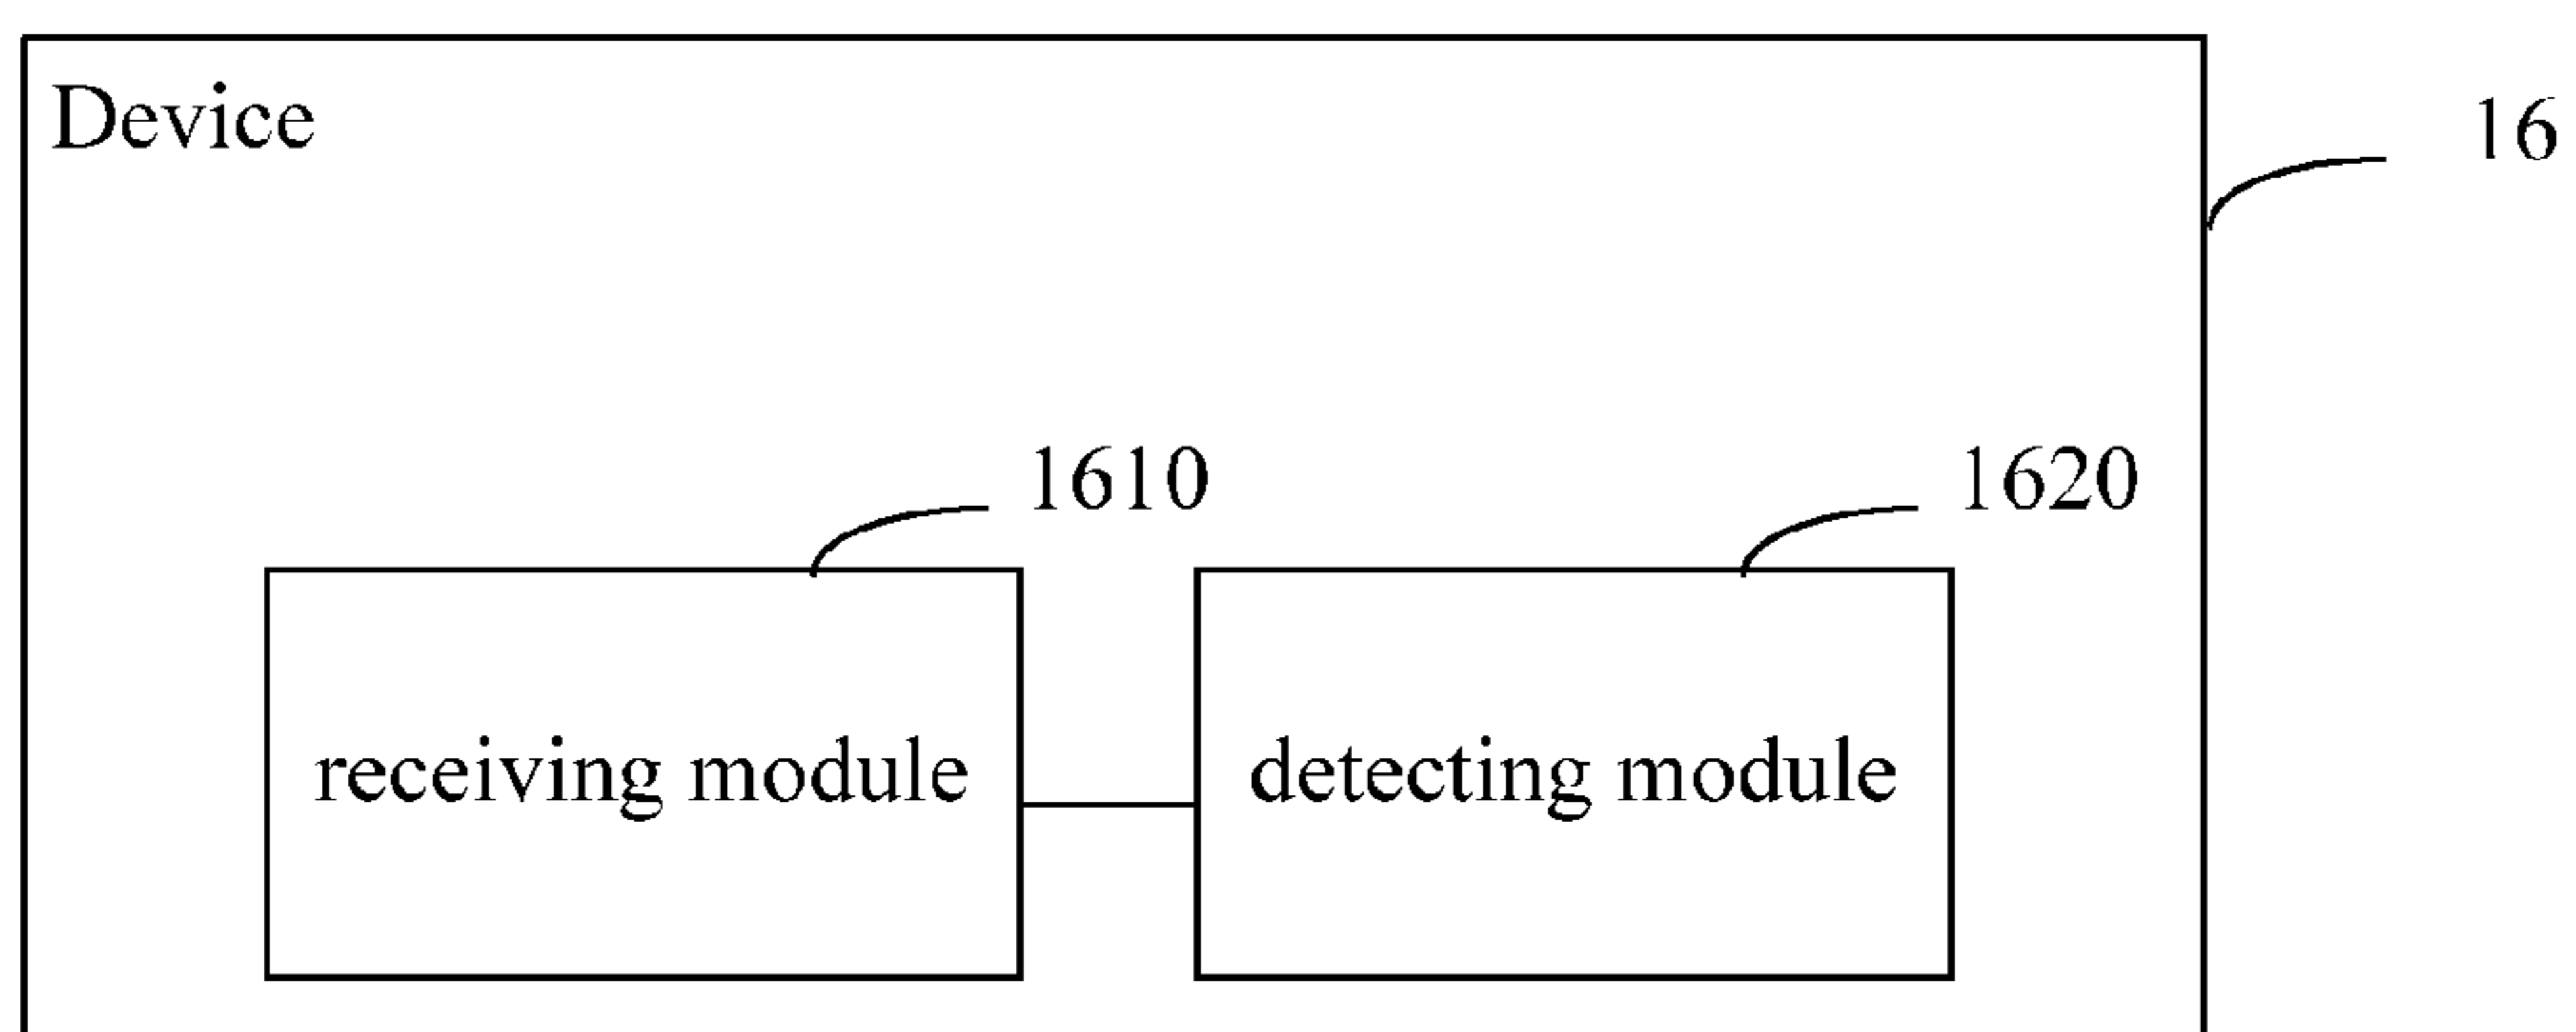 Device
16
1610
1620
receiving module
detecting module